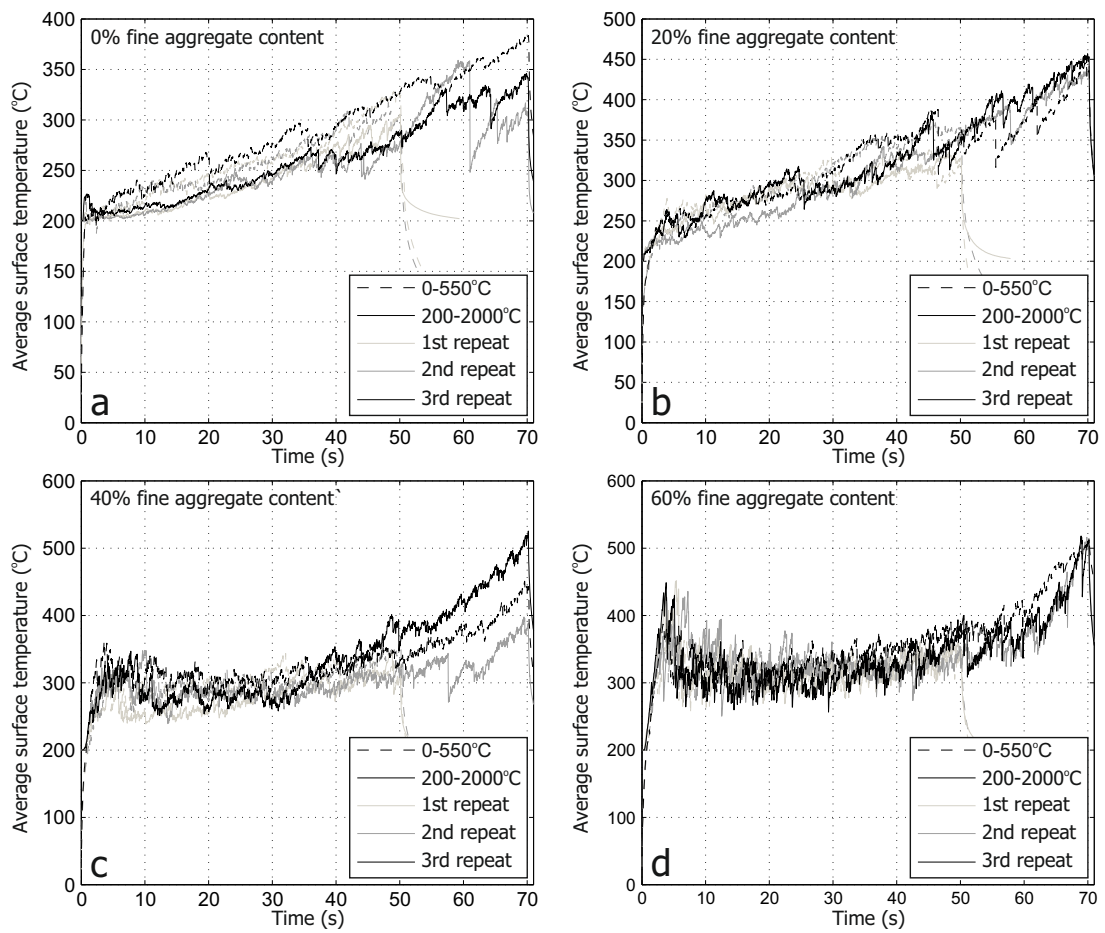 0% fine aggregate content
Average surface temperature (°C)
400
350
300
250
200
150
100
50
0
0-550°C
200-2000°C
1st repeat
2nd repeat
3rd repeat
a
0 10 20 30 40 50 60 70
Time (s)
20% fine aggregate content
Average surface temperature (°C)
500
450
400
350
300
250
200
150
100
50
0
0-550°C
200-2000°C
1st repeat
2nd repeat
3rd repeat
b
0 10 20 30 40 50 60 70
Time (s)
40% fine aggregate content`
Average surface temperature (°C)
600
500
400
300
200
100
0
0-550°C
200-2000°C
1st repeat
2nd repeat
3rd repeat
c
0 10 20 30 40 50 60 70
Time (s)
60% fine aggregate content
Average surface temperature (°C)
600
500
400
300
200
100
0
0-550°C
200-2000°C
1st repeat
2nd repeat
3rd repeat
d
0 10 20 30 40 50 60 70
Time (s)